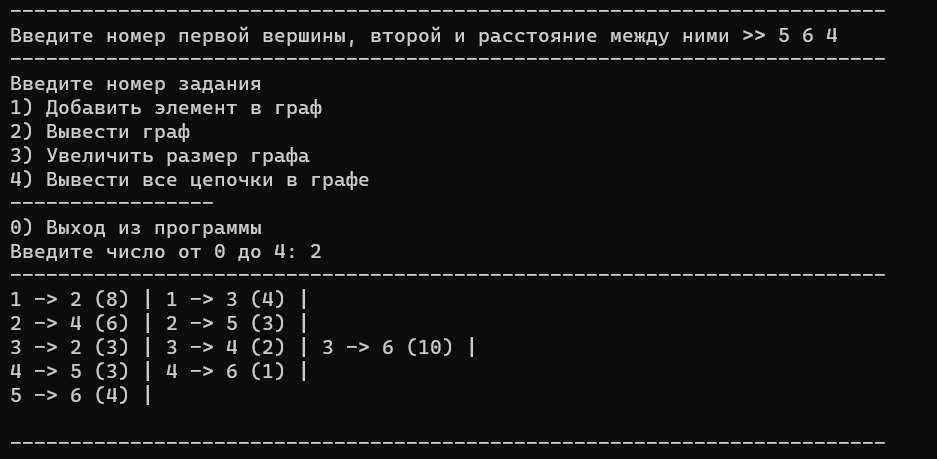 -------------------------------------------------------------------------
Введите номер первой вершины, второй и расстояние между ними >> 5 6 4
-------------------------------------------------------------------------
Введите номер задания
1) Добавить элемент в граф
2) Вывести граф
3) Увеличить размер графа
4) Вывести все цепочки в графе
-----------------
0) Выход из программы
Введите число от 0 до 4: 2
-------------------------------------------------------------------------
1 -> 2 (8) | 1 -> 3 (4) |
2 -> 4 (6) | 2 -> 5 (3) |
3 -> 2 (3) | 3 -> 4 (2) | 3 -> 6 (10) |
4 -> 5 (3) | 4 -> 6 (1) |
5 -> 6 (4) |
-------------------------------------------------------------------------